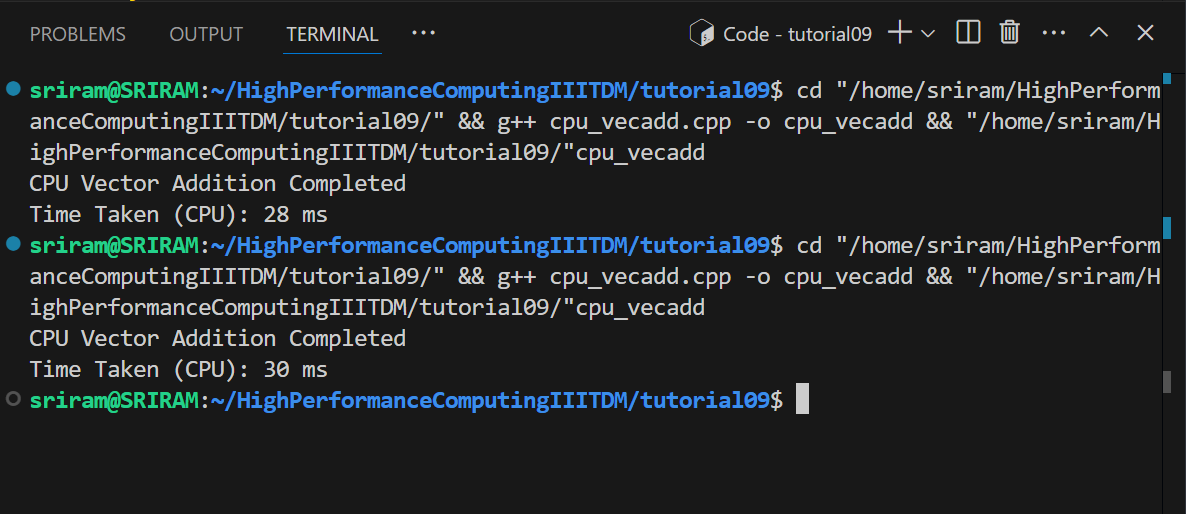 PROBLEMS OUTPUT TERMINAL ··· Code - tutorial09
sriram@SRIRAM:~/HighPerformanceComputingIIITDM/tutorial09$ cd "/home/sriram/HighPerform
anceComputingIIITDM/tutorial09/" && g++ cpu_vecadd.cpp -o cpu_vecadd && "/home/sriram/H
ighPerformanceComputingIIITDM/tutorial09/"cpu_vecadd
CPU Vector Addition Completed
Time Taken (CPU): 28 ms
sriram@SRIRAM:~/HighPerformanceComputingIIITDM/tutorial09$ cd "/home/sriram/HighPerform
anceComputingIIITDM/tutorial09/" && g++ cpu_vecadd.cpp -o cpu_vecadd && "/home/sriram/H
ighPerformanceComputingIIITDM/tutorial09/"cpu_vecadd
CPU Vector Addition Completed
Time Taken (CPU): 30 ms
sriram@SRIRAM:~/HighPerformanceComputingIIITDM/tutorial09$